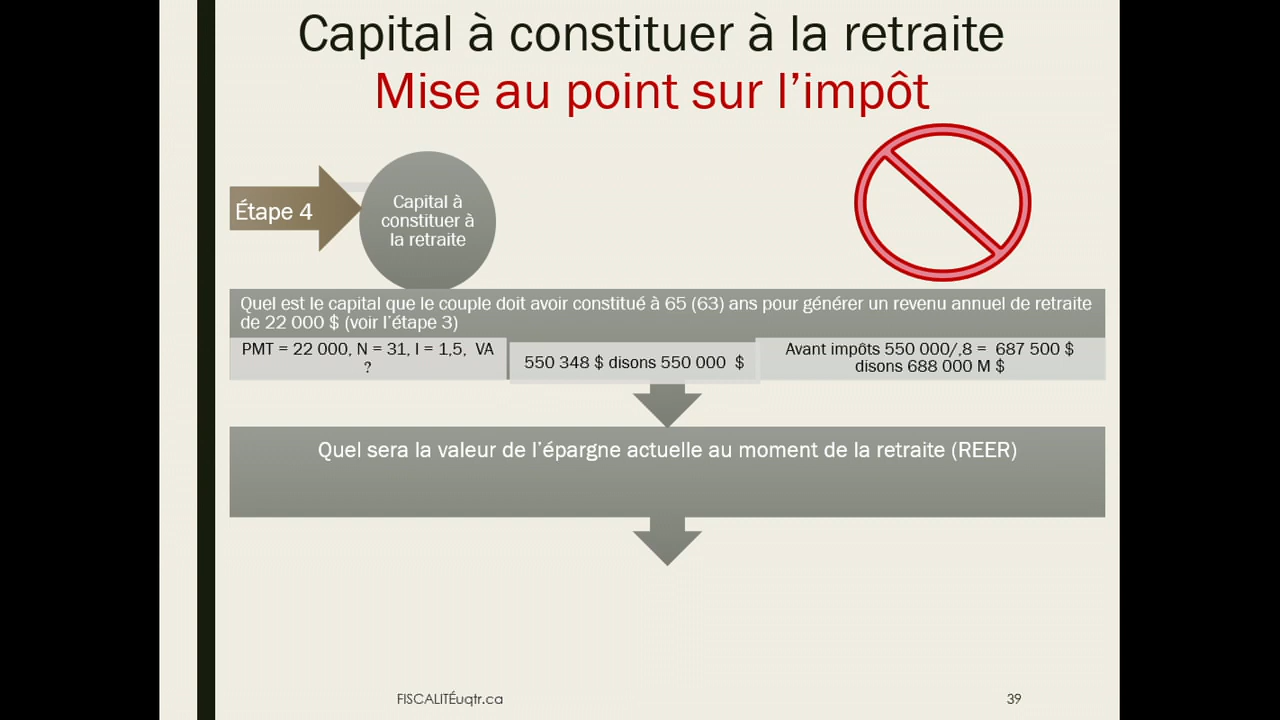 Capital à constituer à la retraite
Mise au point sur l’impôt
Étape 4
Capital à
constituer à
la retraite
Quel est le capital que le couple doit avoir constitué à 65 (63) ans pour générer un revenu annuel de retraite
de 22 000 $ (voir l’étape 3)
PMT = 22 000, N = 31, I = 1,5, VA
?
550 348 $ disons 550 000 $
Avant impôts 550 000/,8 = 687 500 $
disons 688 000 M $
Quel sera la valeur de l’épargne actuelle au moment de la retraite (REER)
FISCALITÉuqtr.ca
39